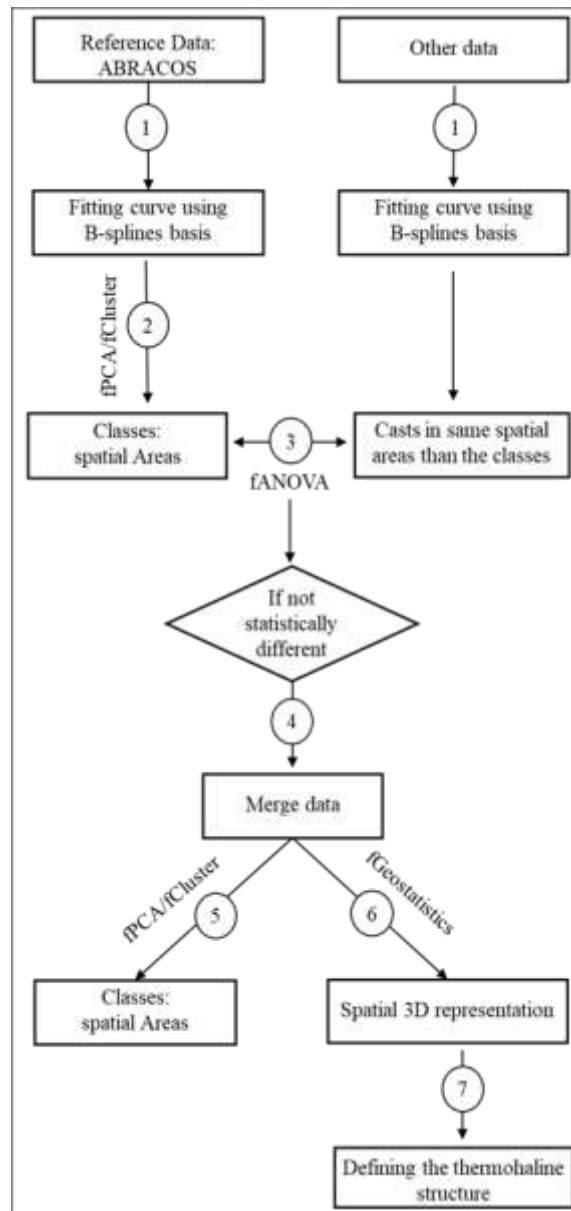 Reference Data:
ABRACOS
Other data
1
1
Fitting curve using
B-splines basis
Fitting curve using
B-splines basis
fPCA/fCluster
2
Classes:
spatial Areas
3
fANOVA
Casts in same spatial
areas than the classes
If not
statistically
different
4
Merge data
fPCA/fCluster
5
fGeostatistics
6
Classes:
spatial Areas
Spatial 3D representation
7
Defining the thermohaline
structure